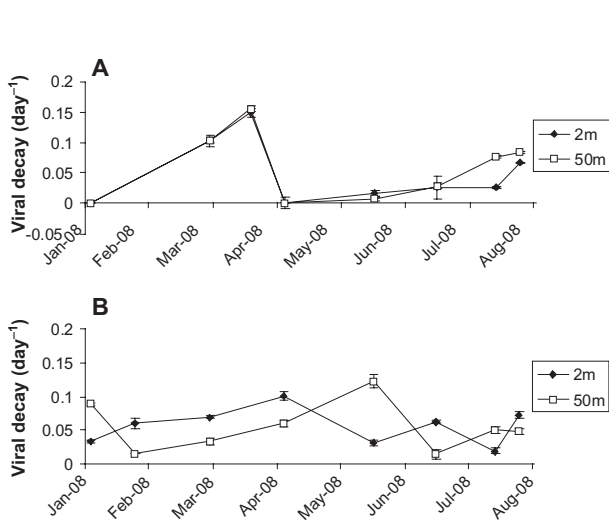 A
Viral decay (day⁻¹)
0.2
0.15
0.1
0.05
0
-0.05
Jan-08
Feb-08
Mar-08
Apr-08
May-08
Jun-08
Jul-08
Aug-08
2m
50m
B
Viral decay (day⁻¹)
0.2
0.15
0.1
0.05
0
Jan-08
Feb-08
Mar-08
Apr-08
May-08
Jun-08
Jul-08
Aug-08
2m
50m